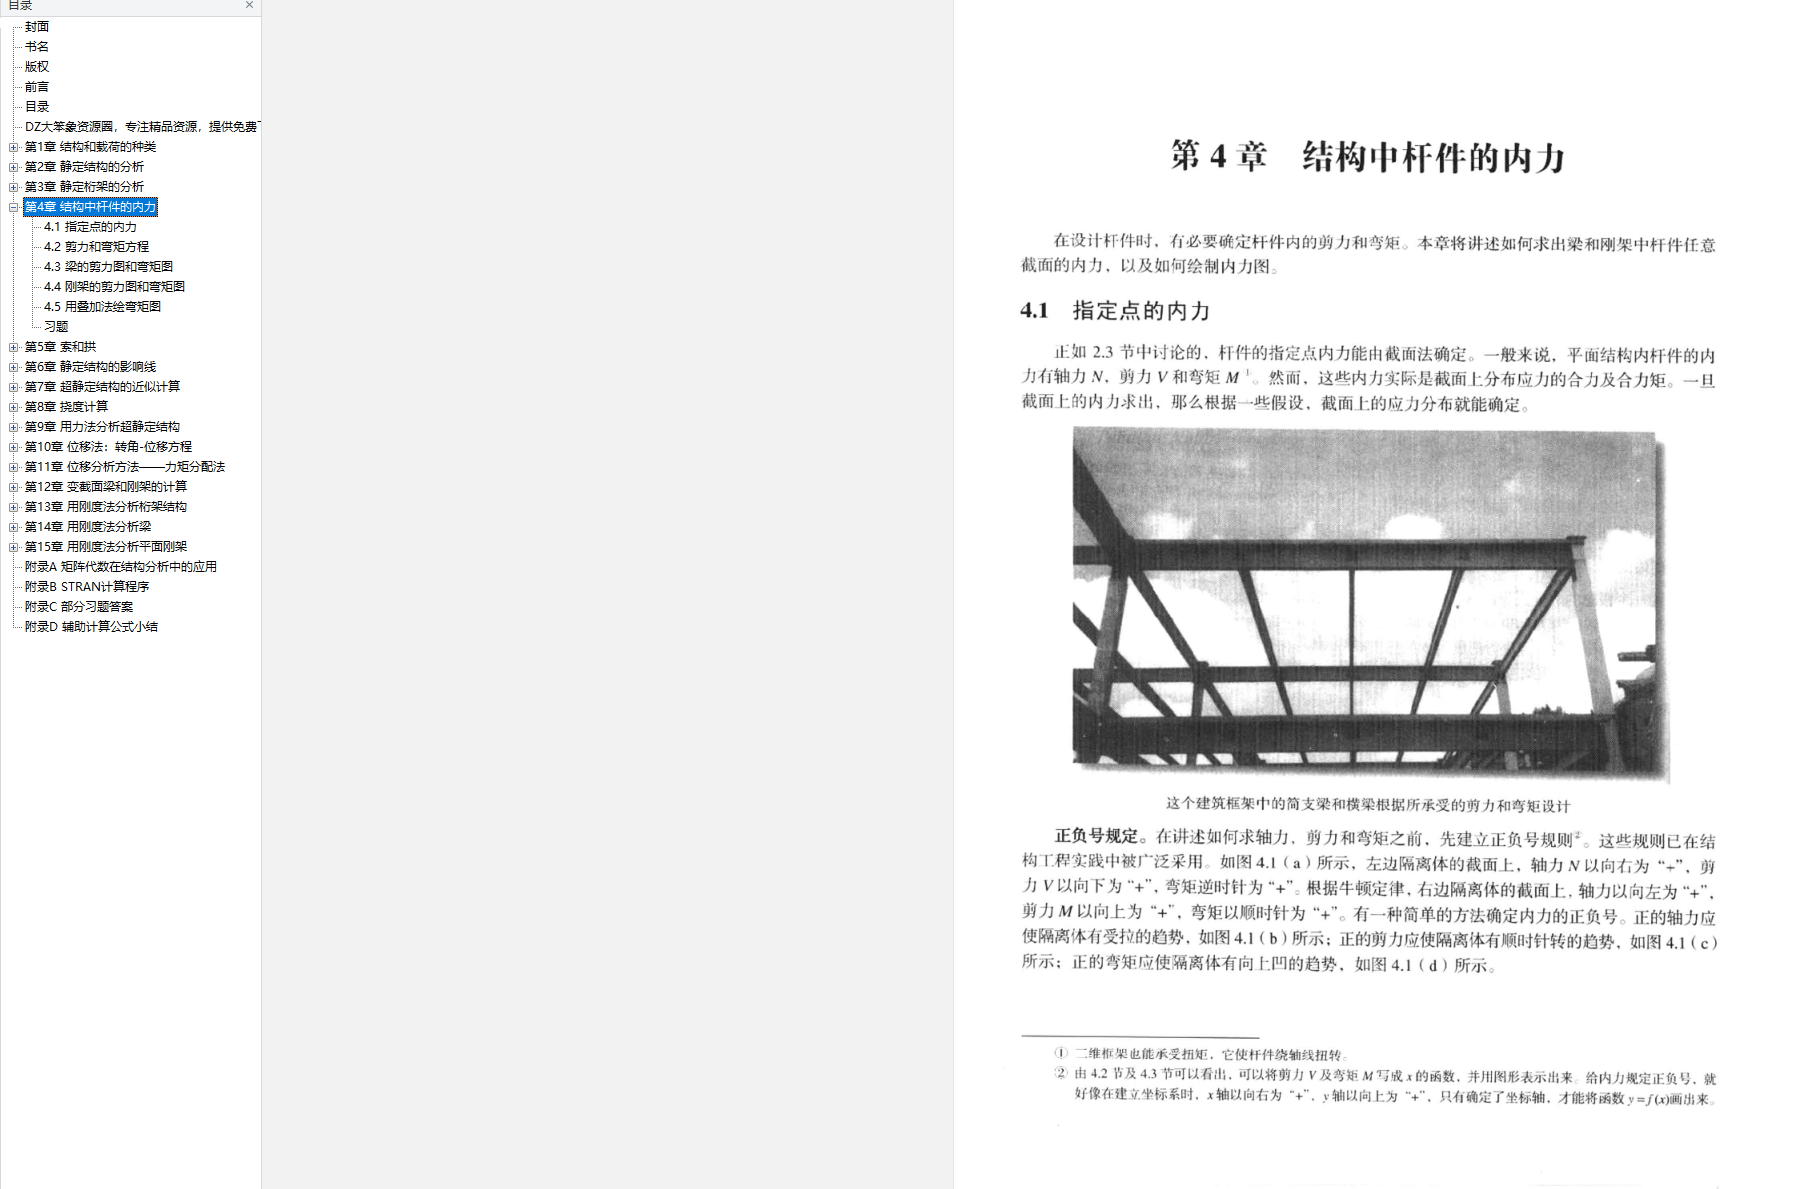 目录
封面
书名
版权
前言
目录
DZ大笨象资源圈，专注精品资源，提供免费
第1章 结构和载荷的种类
第2章 静定结构的分析
第3章 静定桁架的分析
第4章 结构中杆件的内力
4.1 指定点的内力
4.2 剪力和弯矩方程
4.3 梁的剪力图和弯矩图
4.4 刚架的剪力图和弯矩图
4.5 用叠加法绘弯矩图
习题
第5章 索和拱
第6章 静定结构的影响线
第7章 超静定结构的近似计算
第8章 挠度计算
第9章 用力法分析超静定结构
第10章 位移法：转角-位移方程
第11章 位移分析方法——力矩分配法
第12章 变截面梁和刚架的计算
第13章 用刚度法分析桁架结构
第14章 用刚度法分析梁
第15章 用刚度法分析平面刚架
附录A 矩阵代数在结构分析中的应用
附录B STRAN计算程序
附录C 部分习题答案
附录D 辅助计算公式小结
第 4 章 结构中杆件的内力
在设计杆件时，有必要确定杆件内的剪力和弯矩。本章将讲述如何求出梁和刚架中杆件任意
截面的内力，以及如何绘制内力图。
4.1 指定点的内力
正如 2.3 节中讨论的，杆件的指定点内力能由截面法确定。一般来说，平面结构内杆件的内
力有轴力 N，剪力 V 和弯矩 M ①。然而，这些内力实际是截面上分布应力的合力及合力矩。一旦
截面上的内力求出，那么根据一些假设，截面上的应力分布就能确定。
这个建筑框架中的简支梁和横梁根据所承受的剪力和弯矩设计
正负号规定。在讲述如何求轴力，剪力和弯矩之前，先建立正负号规则②。这些规则已在结
构工程实践中被广泛采用。如图 4.1（a）所示，左边隔离体的截面上，轴力 N 以向右为“+”，剪
力 V 以向下为“+”，弯矩逆时针为“+”。根据牛顿定律，右边隔离体的截面上，轴力以向左为“+”，
剪力 M 以向上为“+”，弯矩以顺时针为“+”。有一种简单的方法确定内力的正负号。正的轴力应
使隔离体有受拉的趋势，如图 4.1（b）所示；正的剪力应使隔离体有顺时针转的趋势，如图 4.1（c）
所示；正的弯矩应使隔离体有向上凹的趋势，如图 4.1（d）所示。
① 二维框架也能承受扭矩，它使杆件绕轴线扭转。
② 由 4.2 节及 4.3 节可以看出，可以将剪力 V 及弯矩 M 写成 x 的函数，并用图形表示出来。给内力规定正负号，就
好像在建立坐标系时，x 轴以向右为“+”，y 轴以向上为“+”，只有确定了坐标轴，才能将函数 y=f (x)画出来。